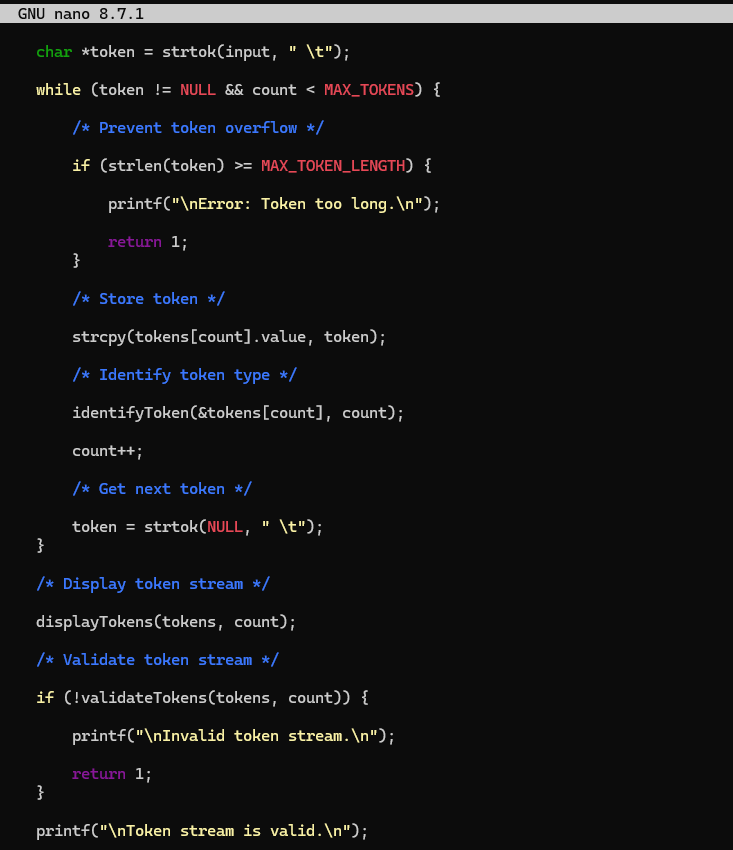 GNU nano 8.7.1
char *token = strtok(input, " \t");
while (token != NULL && count < MAX_TOKENS) {
/* Prevent token overflow */
if (strlen(token) >= MAX_TOKEN_LENGTH) {
printf("\nError: Token too long.\n");
return 1;
}
/* Store token */
strcpy(tokens[count].value, token);
/* Identify token type */
identifyToken(&tokens[count], count);
count++;
/* Get next token */
token = strtok(NULL, " \t");
}
/* Display token stream */
displayTokens(tokens, count);
/* Validate token stream */
if (!validateTokens(tokens, count)) {
printf("\nInvalid token stream.\n");
return 1;
}
printf("\nToken stream is valid.\n");